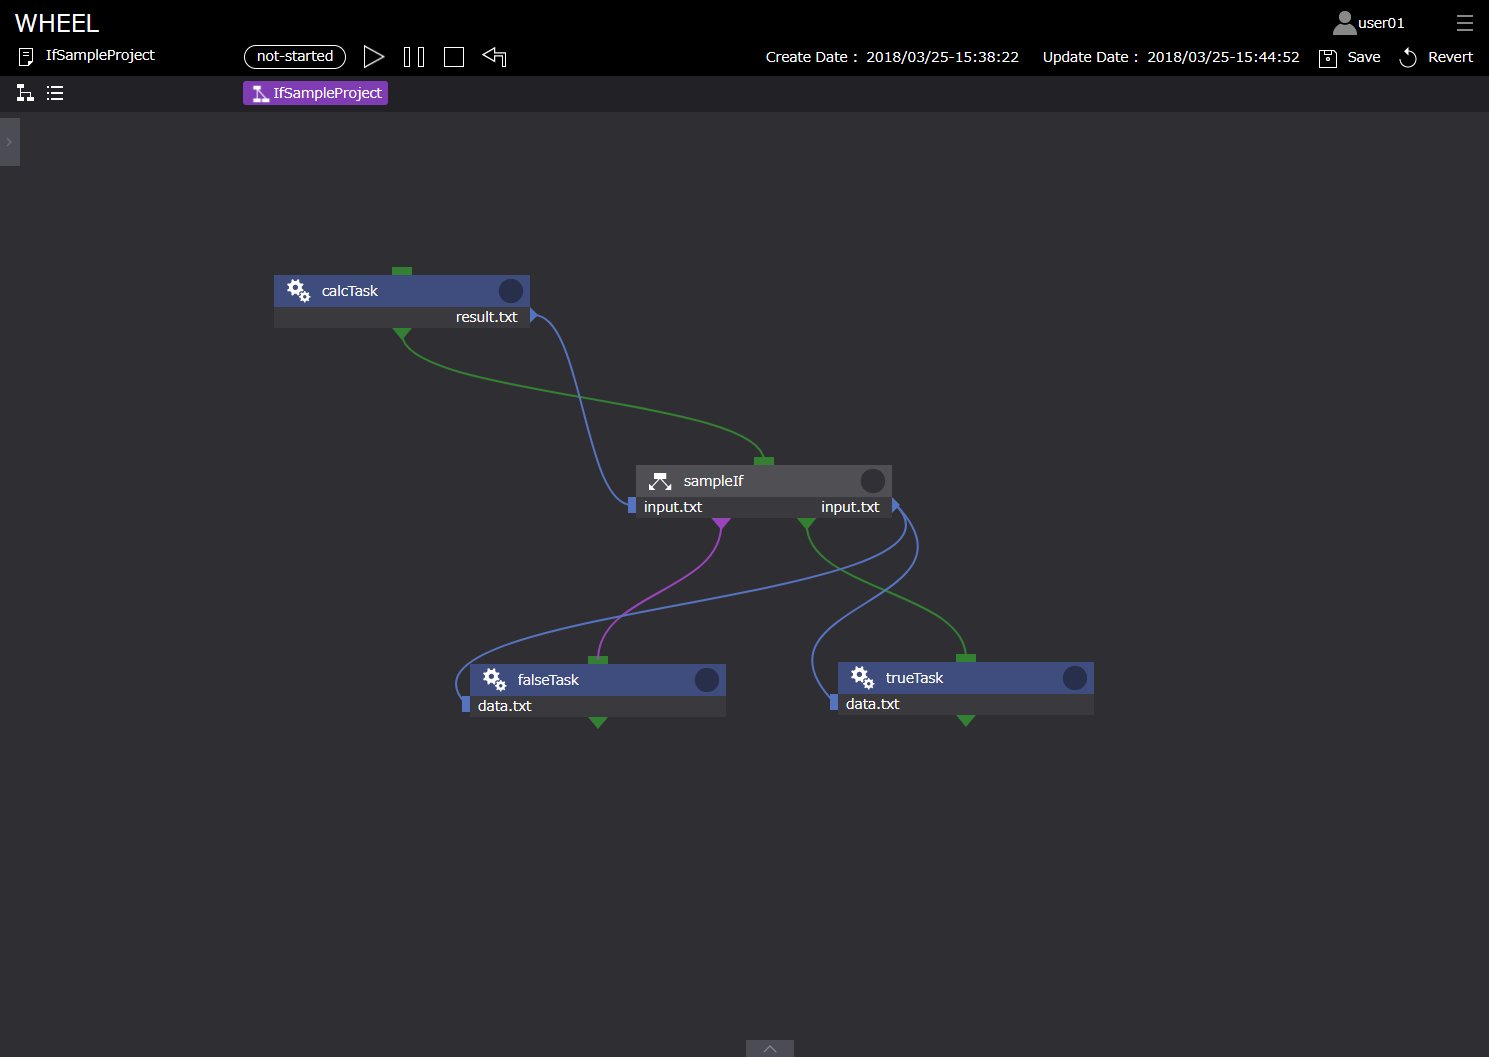 WHEEL
user01
IfSampleProject
not-started
Create Date : 2018/03/25-15:38:22
Update Date : 2018/03/25-15:44:52
Save
Revert
IfSampleProject
calcTask
result.txt
sampleIf
input.txt
input.txt
falseTask
data.txt
trueTask
data.txt